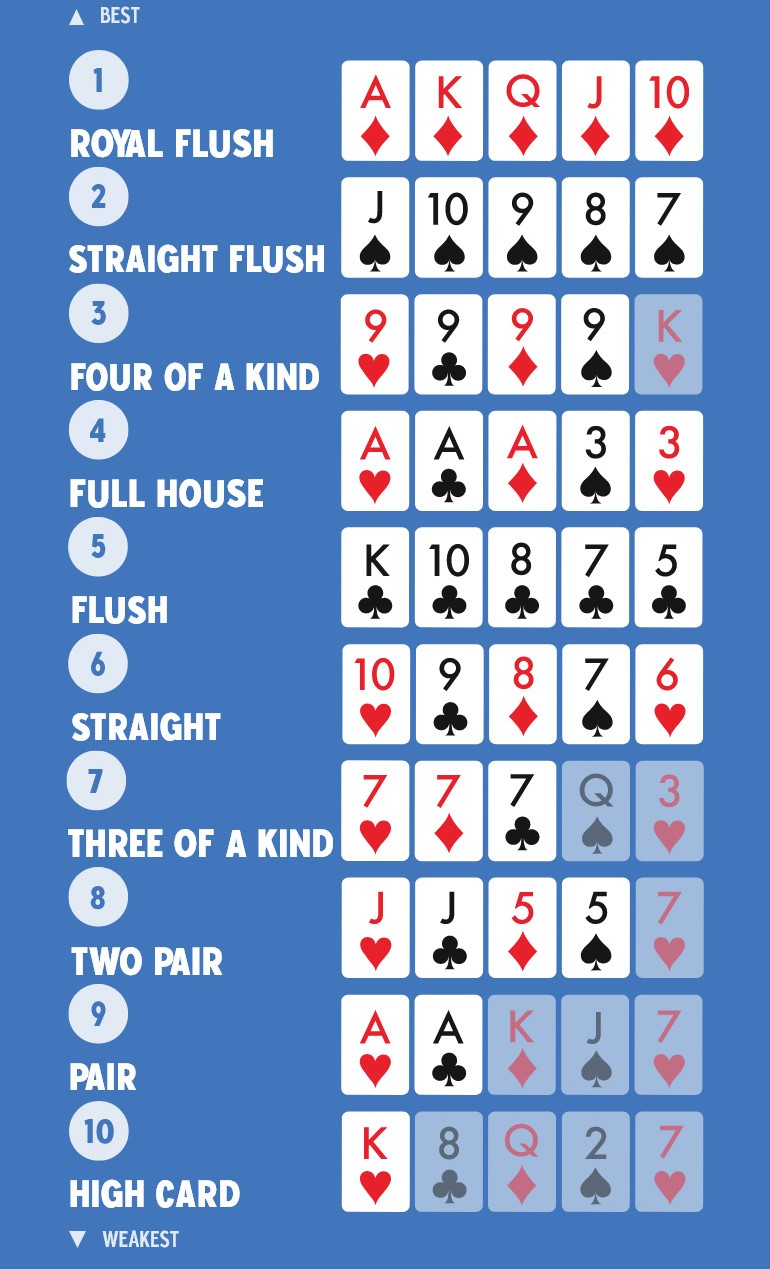 ▲ BEST
1
A K Q J 10
ROYAL FLUSH
2
J 10 9 8 7
STRAIGHT FLUSH
3
9 9 9 9 K
FOUR OF A KIND
4
A A A 3 3
FULL HOUSE
5
K 10 8 7 5
FLUSH
6
10 9 8 7 6
STRAIGHT
7
7 7 7 Q 3
THREE OF A KIND
8
J J 5 5 7
TWO PAIR
9
A A K J 7
PAIR
10
K 8 Q 2 7
HIGH CARD
▼ WEAKEST